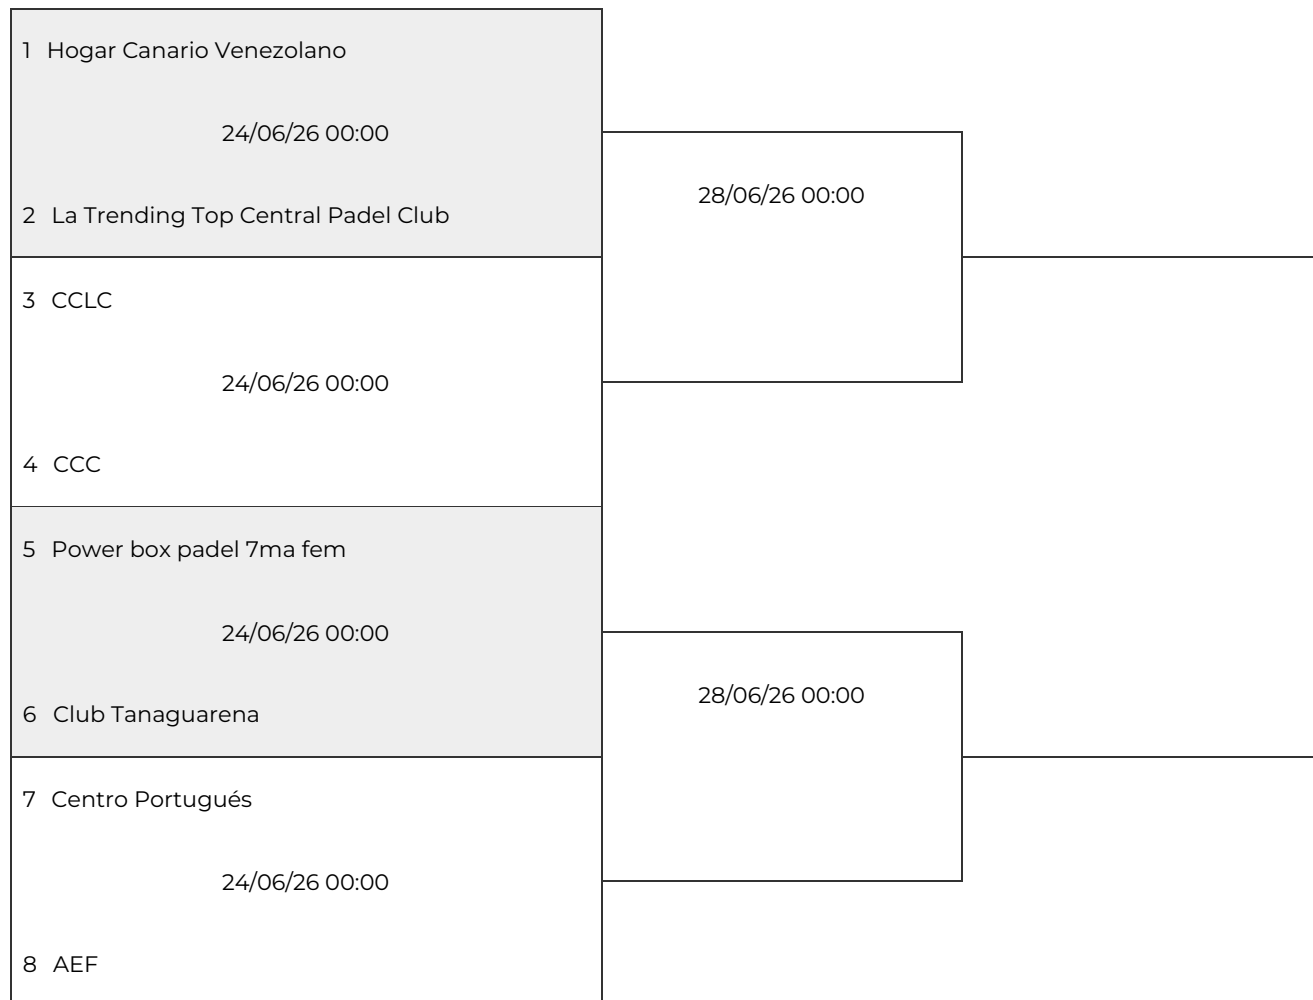 1 Hogar Canario Venezolano
24/06/26 00:00
2 La Trending Top Central Padel Club
28/06/26 00:00
3 CCLC
24/06/26 00:00
4 CCC
5 Power box padel 7ma fem
24/06/26 00:00
6 Club Tanaguarena
28/06/26 00:00
7 Centro Portugués
24/06/26 00:00
8 AEF